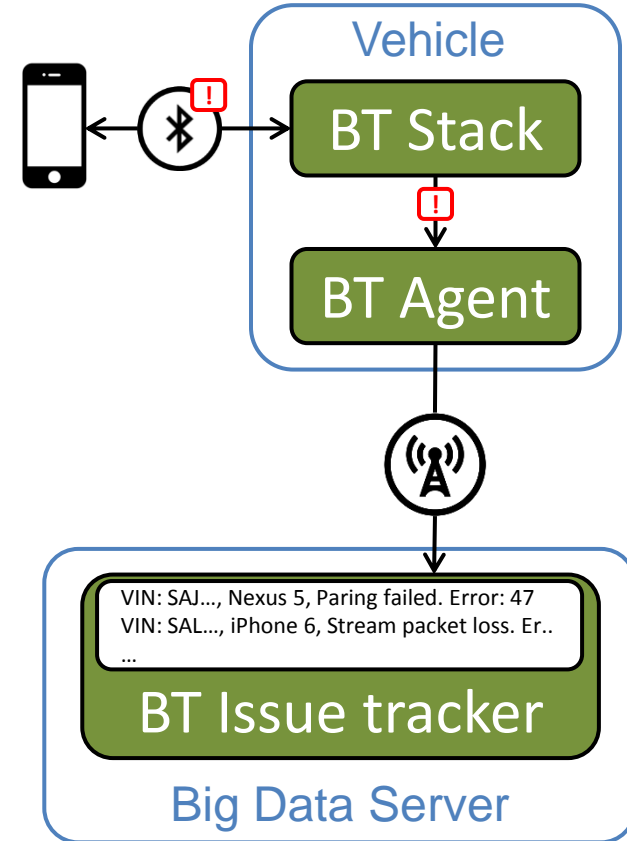 Vehicle
!
BT Stack
!
BT Agent
VIN: SAJ..., Nexus 5, Paring failed. Error: 47
VIN: SAL..., iPhone 6, Stream packet loss. Er..
...
BT Issue tracker
Big Data Server